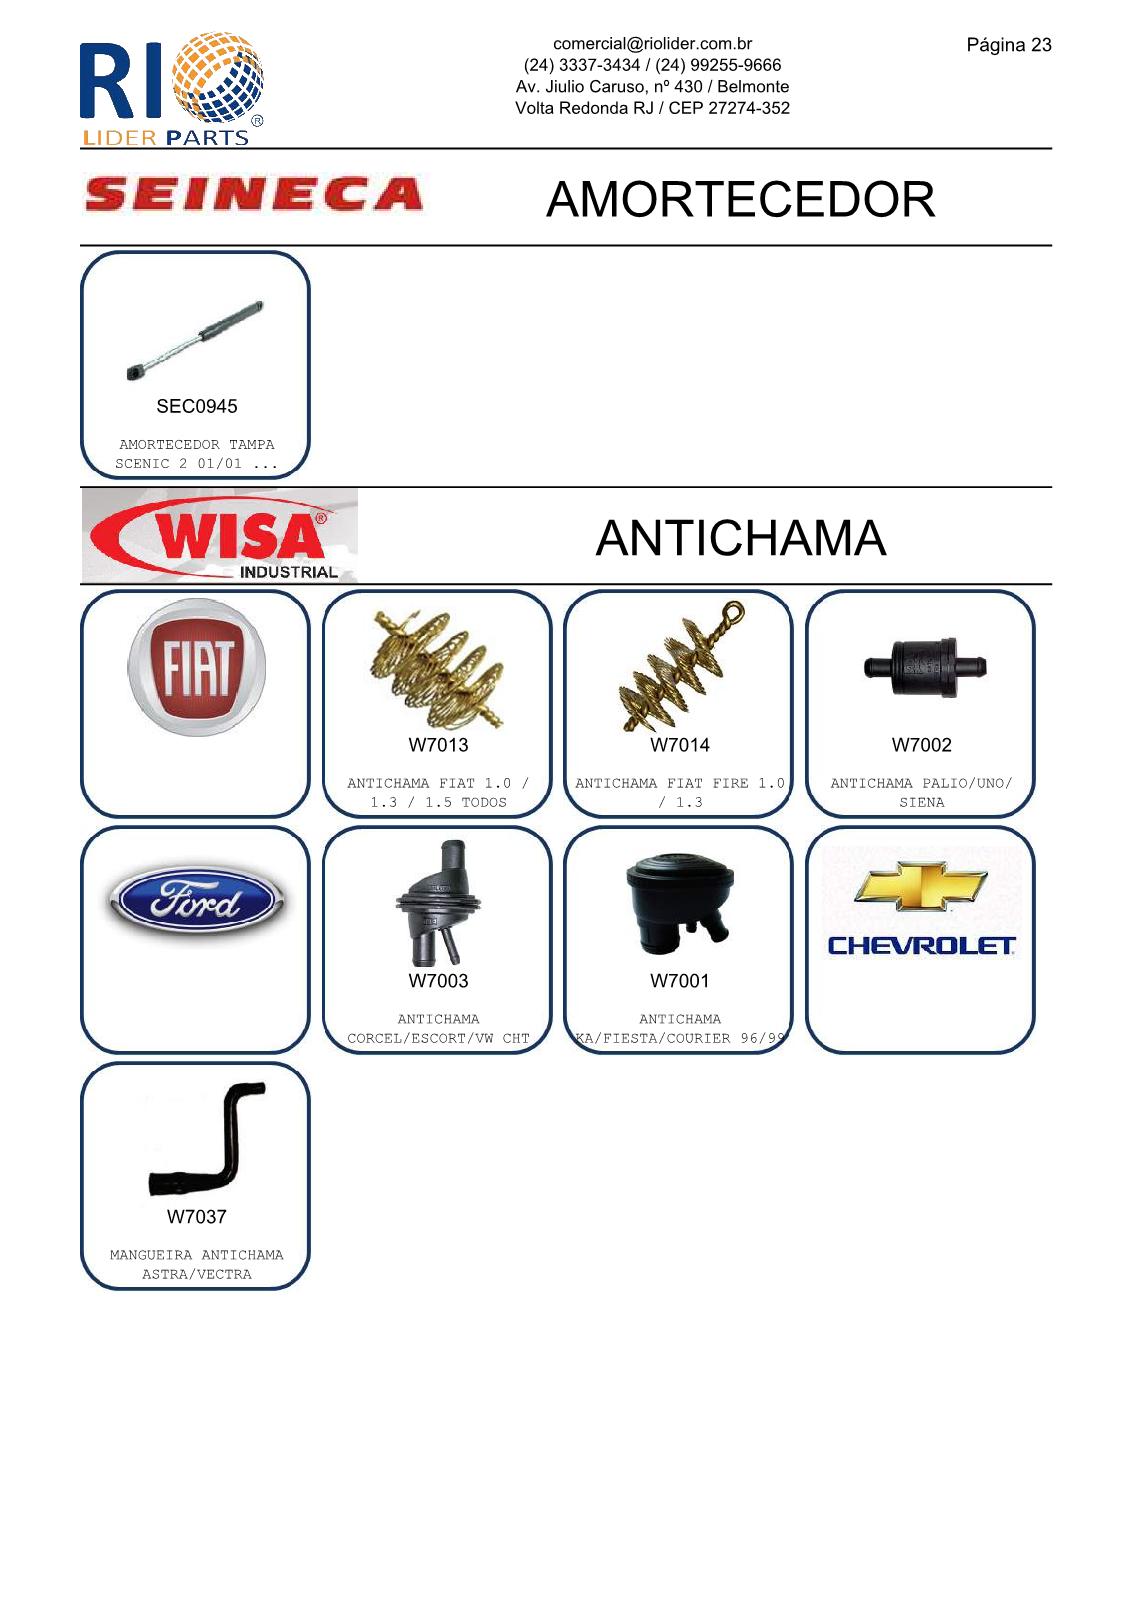 RIO
LIDER PARTS
®
comercial@riolider.com.br
(24) 3337-3434 / (24) 99255-9666
Av. Jiulio Caruso, nº 430 / Belmonte
Volta Redonda RJ / CEP 27274-352
Página 23
SEINECA
AMORTECEDOR
SEC0945
AMORTECEDOR TAMPA
SCENIC 2 01/01 ...
WISA®
INDUSTRIAL
ANTICHAMA
FIAT
W7013
ANTICHAMA FIAT 1.0 /
1.3 / 1.5 TODOS
W7014
ANTICHAMA FIAT FIRE 1.0
/ 1.3
W7002
ANTICHAMA PALIO/UNO/
SIENA
Ford
W7003
ANTICHAMA
CORCEL/ESCORT/VW CHT
W7001
ANTICHAMA
KA/FIESTA/COURIER 96/99
CHEVROLET
W7037
MANGUEIRA ANTICHAMA
ASTRA/VECTRA